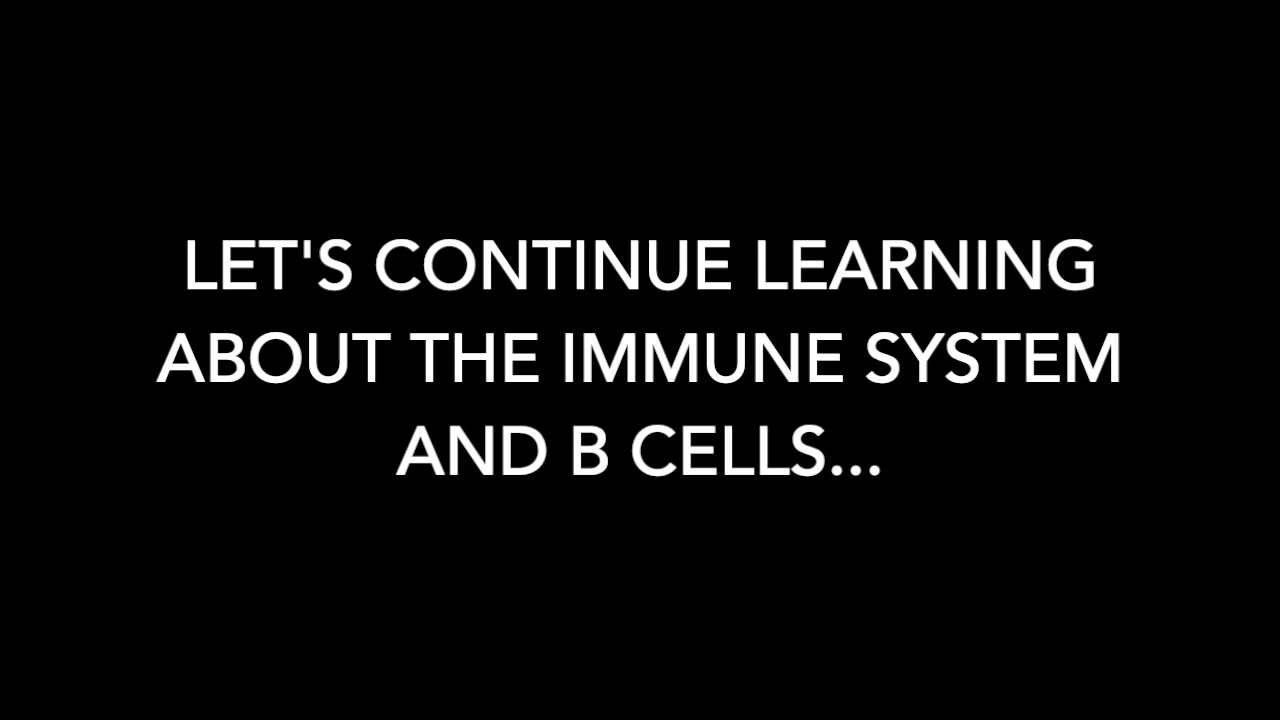 LET'S CONTINUE LEARNING
ABOUT THE IMMUNE SYSTEM
AND B CELLS...